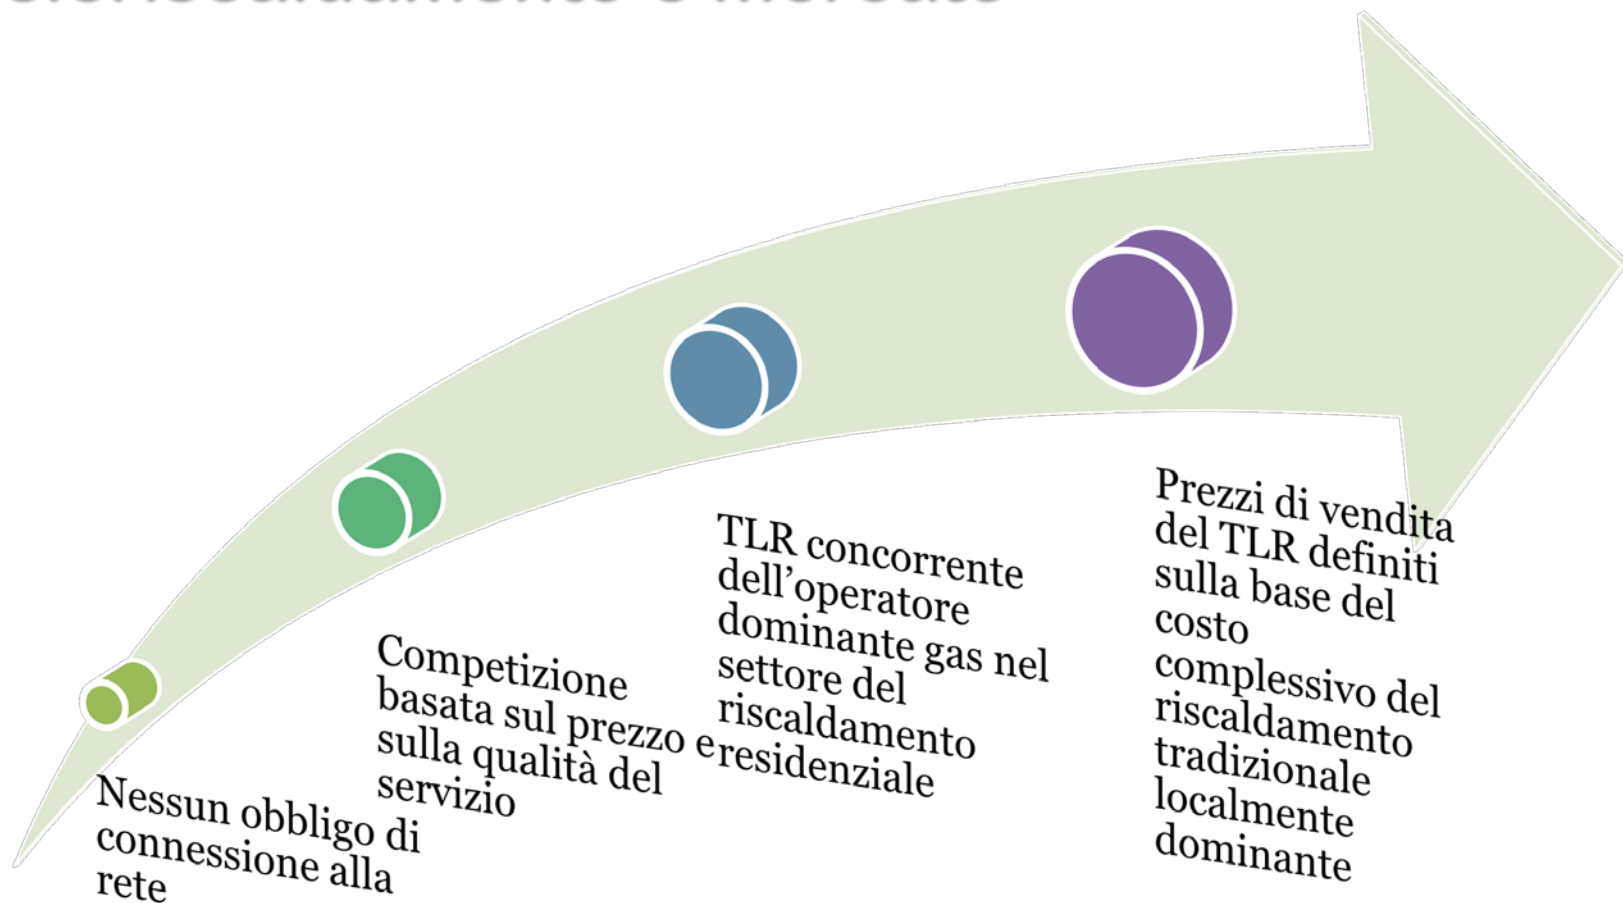 Nessun obbligo di
connessione alla
rete
Competizione
basata sul prezzo e
sulla qualità del
servizio
TLR concorrente
dell’operatore
dominante gas nel
settore del
riscaldamento
residenziale
Prezzi di vendita
del TLR definiti
sulla base del
costo
complessivo del
riscaldamento
tradizionale
localmente
dominante